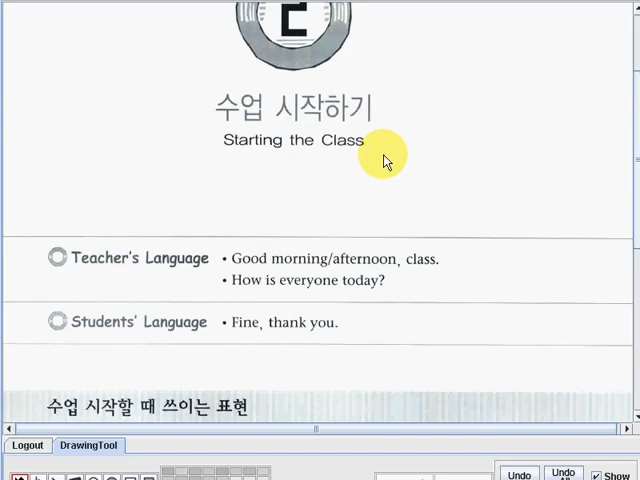 2
수업 시작하기
Starting the Class
Teacher's Language • Good morning/afternoon, class.
• How is everyone today?
Students' Language • Fine, thank you.
수업 시작할 때 쓰이는 표현
Logout DrawingTool
Undo Undo All Show